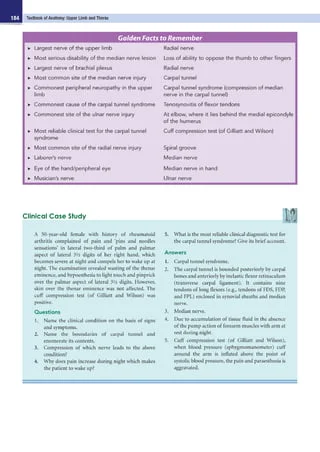 184 Textbook of Anatomy: Upper Limb and Thorax
Golden Facts to Remember
▸ Largest nerve of the upper limb Radial nerve
▸ Most serious disability of the median nerve lesion Loss of ability to oppose the thumb to other fingers
▸ Largest nerve of brachial plexus Radial nerve
▸ Most common site of the median nerve injury Carpal tunnel
▸ Commonest peripheral neuropathy in the upper Carpal tunnel syndrome (compression of median
limb nerve in the carpal tunnel)
▸ Commonest cause of the carpal tunnel syndrome Tenosynovitis of flexor tendons
▸ Commonest site of the ulnar nerve injury At elbow, where it lies behind the medial epicondyle
of the humerus
▸ Most reliable clinical test for the carpal tunnel Cuff compression test (of Gilliatt and Wilson)
syndrome
▸ Most common site of the radial nerve injury Spiral groove
▸ Laborer's nerve Median nerve
▸ Eye of the hand/peripheral eye Median nerve in hand
▸ Musician's nerve Ulnar nerve
Clinical Case Study
A 50-year-old female with history of rheumatoid
arthritis complained of pain and 'pins and needles
sensations' in lateral two-third of palm and palmar
aspect of lateral 3½ digits of her right hand, which
becomes severe at night and compels her to wake up at
night. The examination revealed wasting of the thenar
eminence, and hypoesthesia to light touch and pinprick
over the palmar aspect of lateral 3½ digits. However,
skin over the thenar eminence was not affected. The
cuff compression test (of Gilliatt and Wilson) was
positive.
Questions
1. Name the clinical condition on the basis of signs
and symptoms.
2. Name the boundaries of carpal tunnel and
enumerate its contents.
3. Compression of which nerve leads to the above
condition?
4. Why does pain increase during night which makes
the patient to wake up?
5. What is the most reliable clinical diagnostic test for
the carpal tunnel syndrome? Give in brief account.
Answers
1. Carpal tunnel syndrome.
2. The carpal tunnel is bounded posteriorly by carpal
bones and anteriorly by inelastic flexor retinaculum
(transverse carpal ligament). It contains nine
tendons of long flexors (e.g., tendons of FDS, FDP,
and FPL) enclosed in synovial sheaths and median
nerve.
3. Median nerve.
4. Due to accumulation of tissue fluid in the absence
of the pump action of forearm muscles with arm at
rest during night.
5. Cuff compression test (of Gilliatt and Wilson),
when blood pressure (sphygmomanometer) cuff
around the arm is inflated above the point of
systolic blood pressure, the pain and paraesthesia is
aggravated.